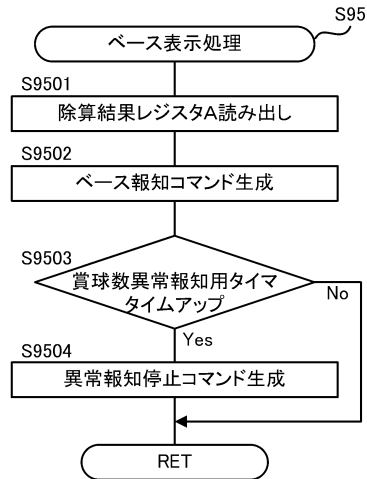 S95
ベース表示処理
S9501
除算結果レジスタA読み出し
S9502
ベース報知コマンド生成
S9503
賞球数異常報知用タイマ
タイムアップ
No
Yes
S9504
異常報知停止コマンド生成
RET